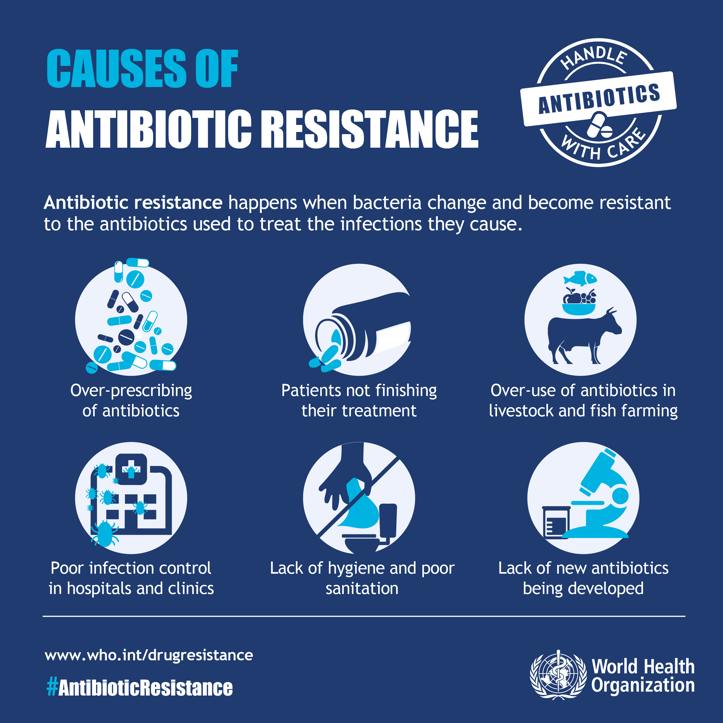 CAUSES OF
ANTIBIOTIC RESISTANCE
HANDLE
ANTIBIOTICS
WITH CARE
Antibiotic resistance happens when bacteria change and become resistant
to the antibiotics used to treat the infections they cause.
Over-prescribing
of antibiotics
Patients not finishing
their treatment
Over-use of antibiotics in
livestock and fish farming
Poor infection control
in hospitals and clinics
Lack of hygiene and poor
sanitation
Lack of new antibiotics
being developed
www.who.int/drugresistance
#AntibioticResistance
World Health
Organization